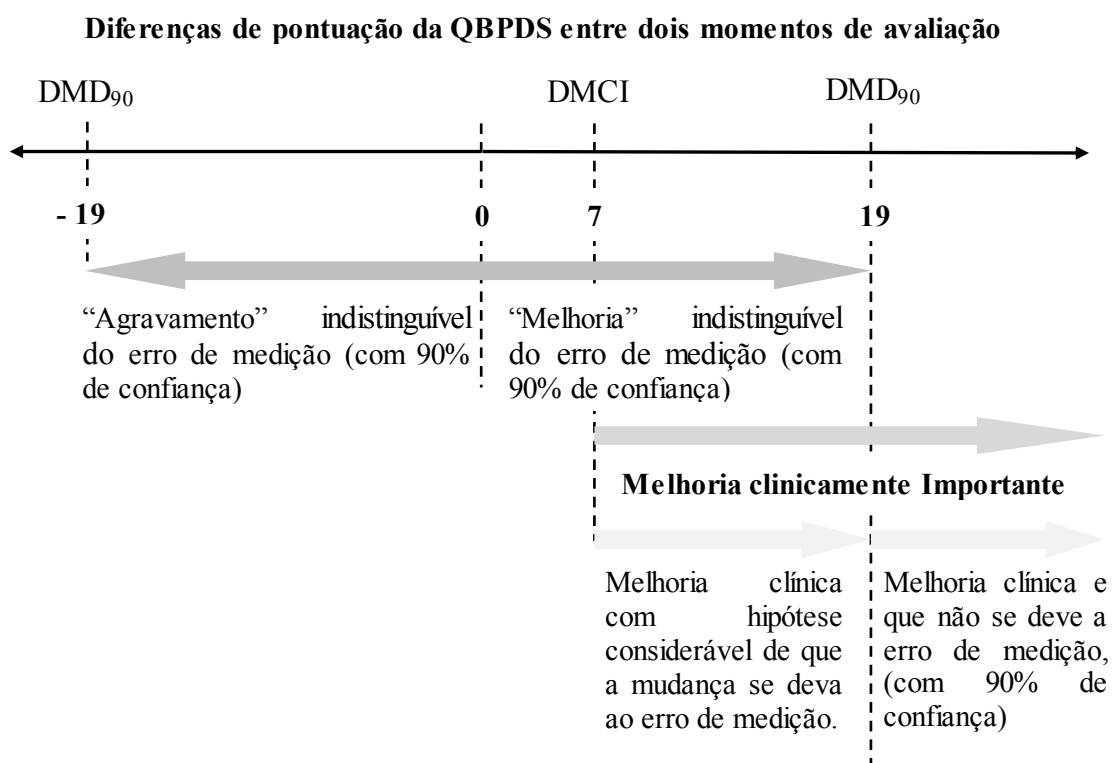 Diferenças de pontuação da QBPDS entre dois momentos de avaliação
DMD₉₀
DMCI
DMD₉₀
- 19
0
7
19
“Agravamento” indistinguível
do erro de medição (com 90%
de confiança)
“Melhoria” indistinguível
do erro de medição (com
90% de confiança)
Melhoria clinicamente Importante
Melhoria clínica
com hipótese
considerável de que
a mudança se deva
ao erro de medição.
Melhoria clínica e
que não se deve a
erro de medição,
(com 90% de
confiança)